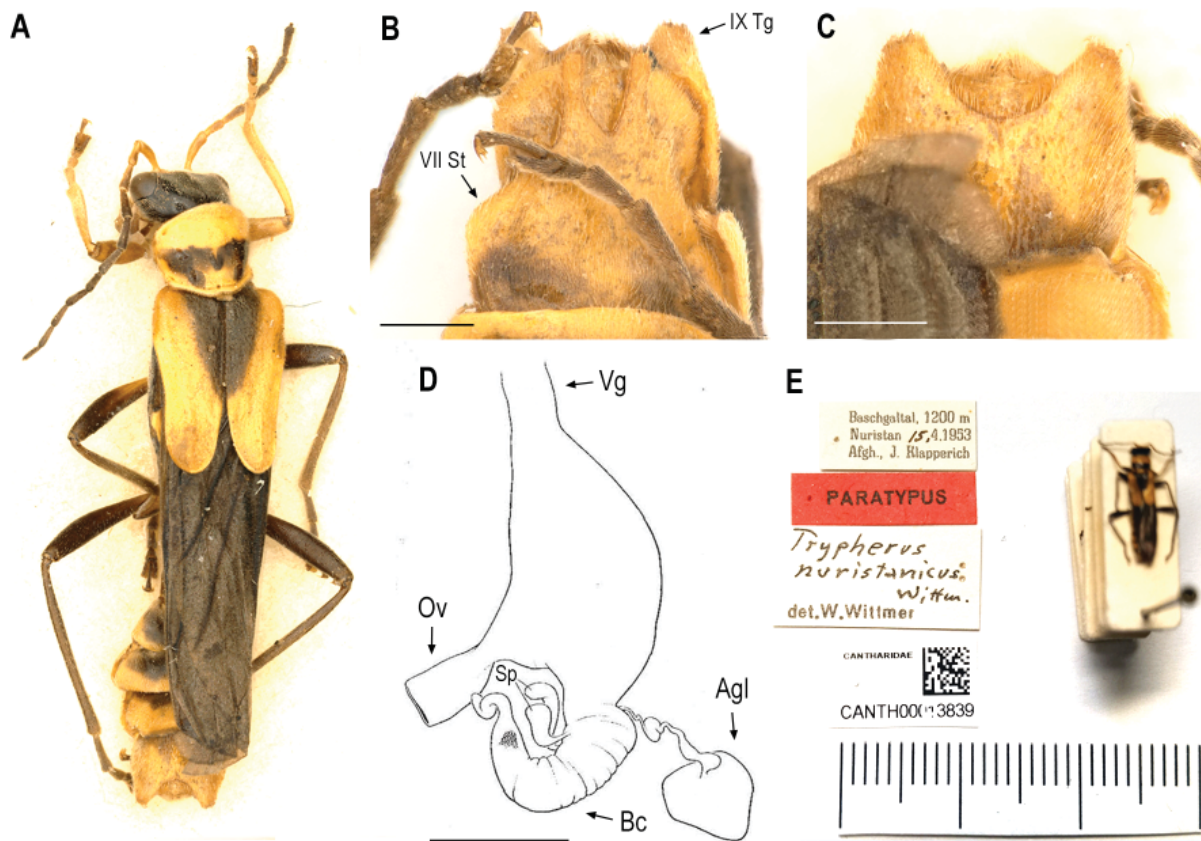 A
B
IX Tg
VII St
C
D
Vg
Ov
Sp
Agl
Bc
E
Baschgaltal, 1200 m
Nuristan 15,4.1953
Afgh., J. Klapperich
PARATYPUS
Trypherus
nuristanicus
Wittm.
det.W.Wittmer
CANTHARIDAE
CANTH00013839